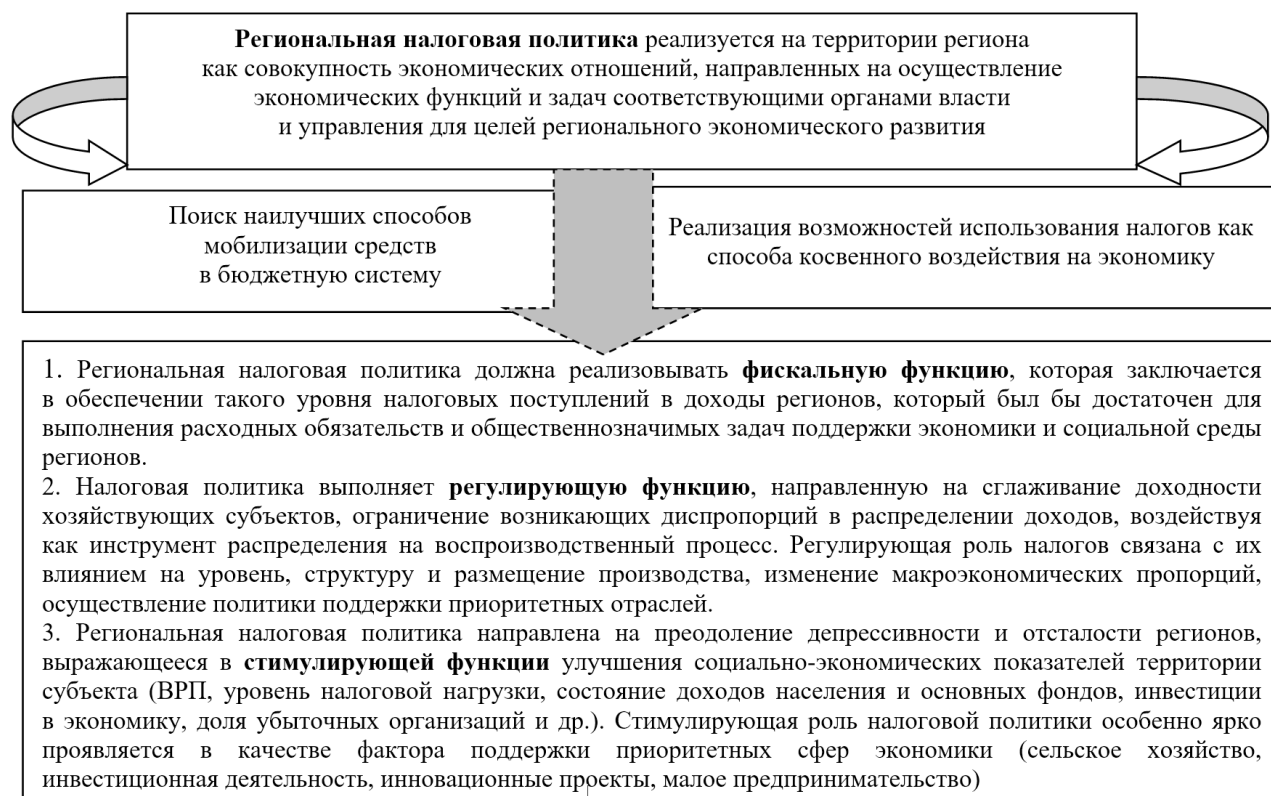 Региональная налоговая политика реализуется на территории региона
как совокупность экономических отношений, направленных на осуществление
экономических функций и задач соответствующими органами власти
и управления для целей регионального экономического развития
Поиск наилучших способов
мобилизации средств
в бюджетную систему
Реализация возможностей использования налогов как
способа косвенного воздействия на экономику
1. Региональная налоговая политика должна реализовывать фискальную функцию, которая заключается
в обеспечении такого уровня налоговых поступлений в доходы регионов, который был бы достаточен для
выполнения расходных обязательств и общественнозначимых задач поддержки экономики и социальной среды
регионов.
2. Налоговая политика выполняет регулирующую функцию, направленную на сглаживание доходности
хозяйствующих субъектов, ограничение возникающих диспропорций в распределении доходов, воздействуя
как инструмент распределения на воспроизводственный процесс. Регулирующая роль налогов связана с их
влиянием на уровень, структуру и размещение производства, изменение макроэкономических пропорций,
осуществление политики поддержки приоритетных отраслей.
3. Региональная налоговая политика направлена на преодоление депрессивности и отсталости регионов,
выражающееся в стимулирующей функции улучшения социально-экономических показателей территории
субъекта (ВРП, уровень налоговой нагрузки, состояние доходов населения и основных фондов, инвестиции
в экономику, доля убыточных организаций и др.). Стимулирующая роль налоговой политики особенно ярко
проявляется в качестве фактора поддержки приоритетных сфер экономики (сельское хозяйство,
инвестиционная деятельность, инновационные проекты, малое предпринимательство)